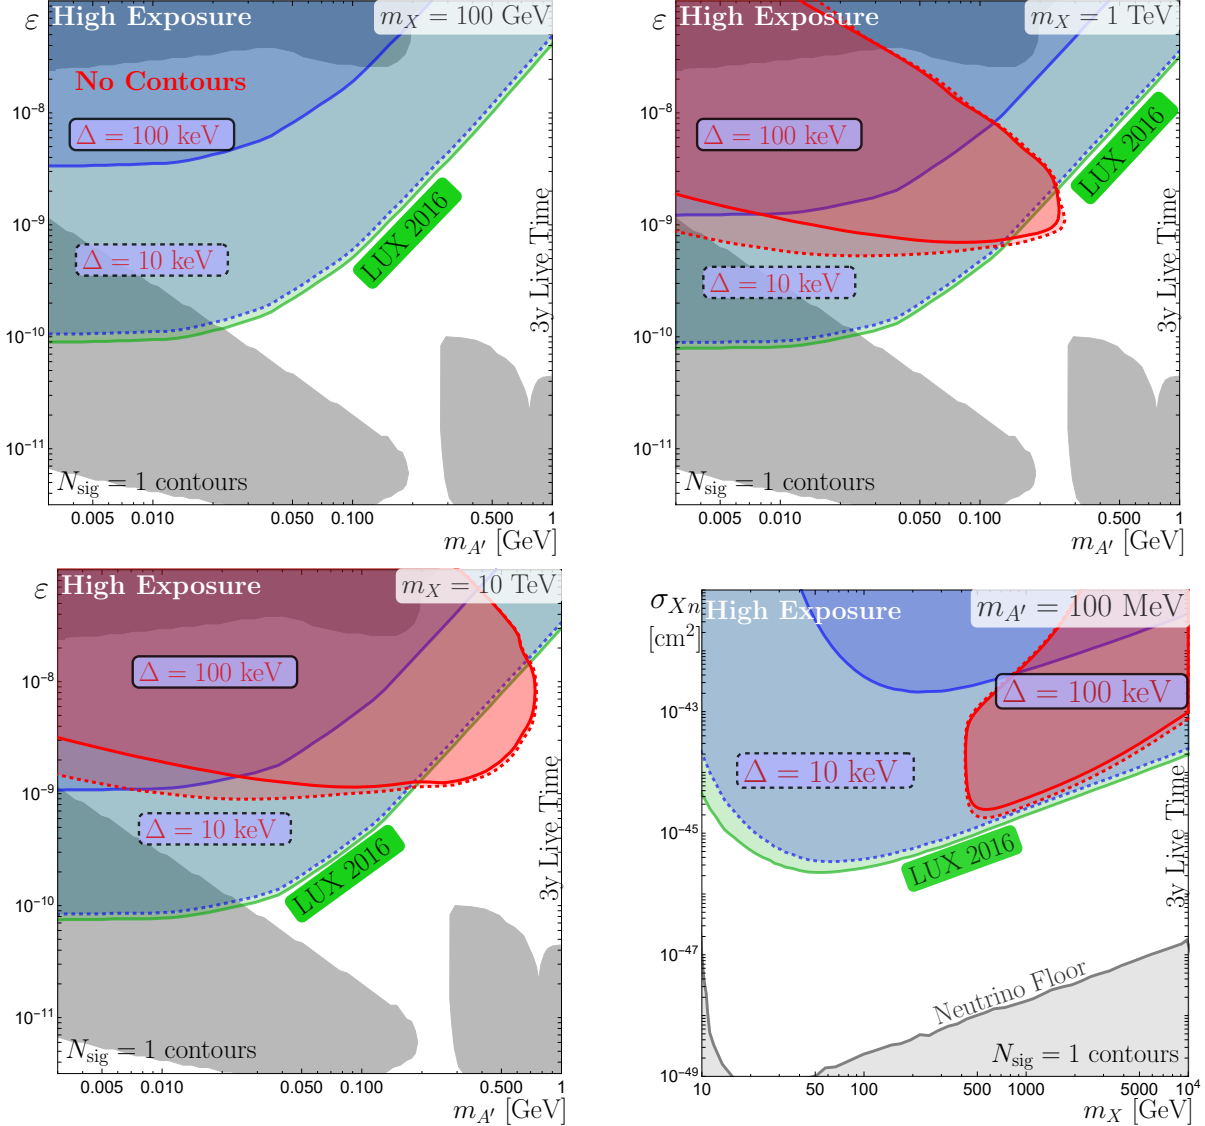 ε
High Exposure
m_X = 100 GeV
No Contours
Δ = 100 keV
10⁻⁸
LUX 2016
10⁻⁹
Δ = 10 keV
3y Live Time
10⁻¹⁰
10⁻¹¹
N_sig = 1 contours
0.005 0.010 0.050 0.100 0.500 1
m_A′ [GeV]
ε
High Exposure
m_X = 1 TeV
Δ = 100 keV
10⁻⁸
LUX 2016
10⁻⁹
Δ = 10 keV
3y Live Time
10⁻¹⁰
10⁻¹¹
N_sig = 1 contours
0.005 0.010 0.050 0.100 0.500 1
m_A′ [GeV]
ε
High Exposure
m_X = 10 TeV
Δ = 100 keV
10⁻⁸
10⁻⁹
Δ = 10 keV
LUX 2016
3y Live Time
10⁻¹⁰
10⁻¹¹
N_sig = 1 contours
0.005 0.010 0.050 0.100 0.500 1
m_A′ [GeV]
σ_Xn
[cm²]
High Exposure
m_A′ = 100 MeV
Δ = 100 keV
10⁻⁴³
Δ = 10 keV
10⁻⁴⁵
LUX 2016
3y Live Time
10⁻⁴⁷
Neutrino Floor
N_sig = 1 contours
10⁻⁴⁹
10 50 100 500 1000 5000 10⁴
m_X [GeV]